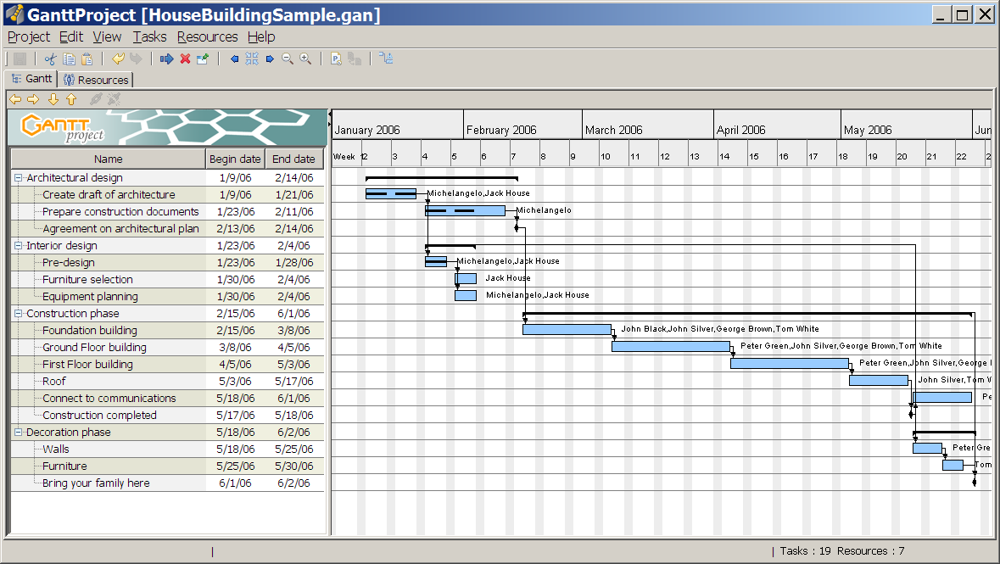 GanttProject [HouseBuildingSample.gan]
Project Edit View Tasks Resources Help
Gantt Resources
GANTT
project
January 2006 February 2006 March 2006 April 2006 May 2006 Jun
Week 2 3 4 5 6 7 8 9 10 11 12 13 14 15 16 17 18 19 20 21 22 2
Name Begin date End date
Architectural design 1/9/06 2/14/06
Create draft of architecture 1/9/06 1/21/06 Michelangelo,Jack House
Prepare construction documents 1/23/06 2/11/06 Michelangelo
Agreement on architectural plan 2/13/06 2/14/06
Interior design 1/23/06 2/4/06
Pre-design 1/23/06 1/28/06 Michelangelo,Jack House
Furniture selection 1/30/06 2/4/06 Jack House
Equipment planning 1/30/06 2/4/06 Michelangelo,Jack House
Construction phase 2/15/06 6/1/06
Foundation building 2/15/06 3/8/06 John Black,John Silver,George Brown,Tom White
Ground Floor building 3/8/06 4/5/06 Peter Green,John Silver,George Brown,Tom White
First Floor building 4/5/06 5/3/06 Peter Green,John Silver,George
Roof 5/3/06 5/17/06 John Silver,Tom W
Connect to communications 5/18/06 6/1/06 Pe
Construction completed 5/17/06 5/18/06
Decoration phase 5/18/06 6/2/06
Walls 5/18/06 5/25/06 Peter Gre
Furniture 5/25/06 5/30/06 Tom
Bring your family here 6/1/06 6/2/06
Tasks : 19 Resources : 7